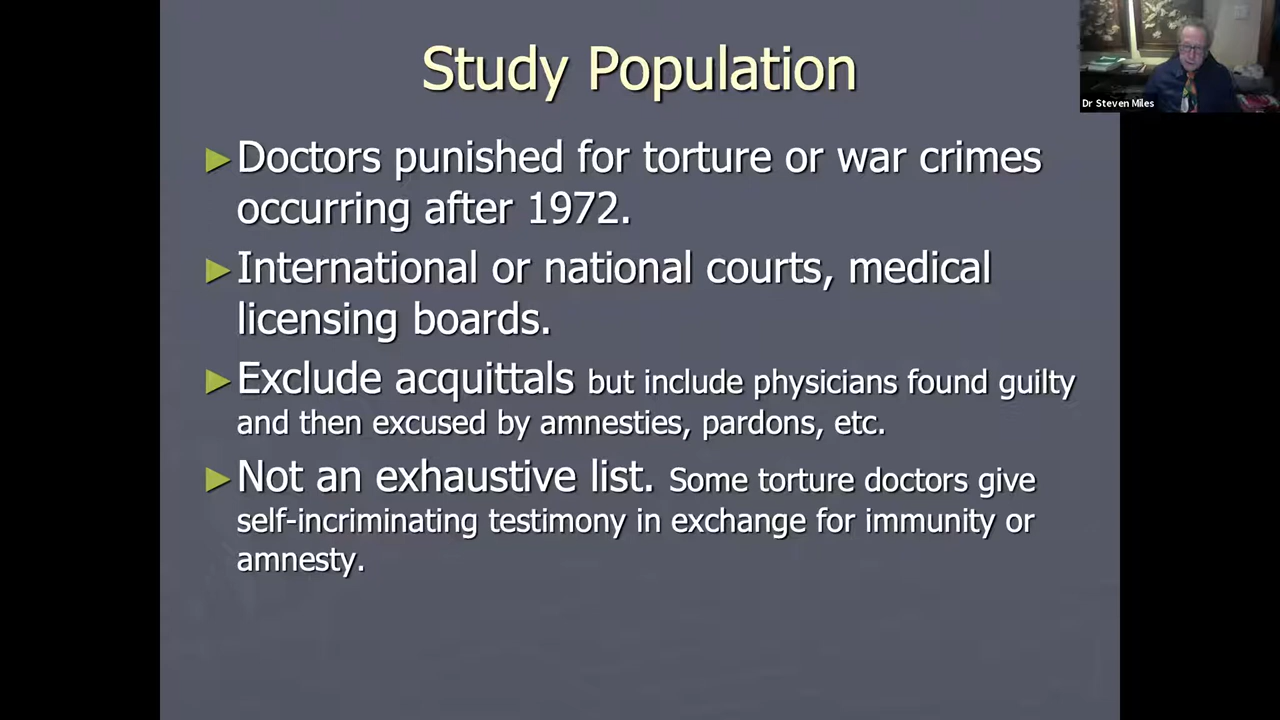 Study Population
Dr Steven Miles
►Doctors punished for torture or war crimes
occurring after 1972.
►International or national courts, medical
licensing boards.
►Exclude acquittals but include physicians found guilty
and then excused by amnesties, pardons, etc.
►Not an exhaustive list. Some torture doctors give
self-incriminating testimony in exchange for immunity or
amnesty.